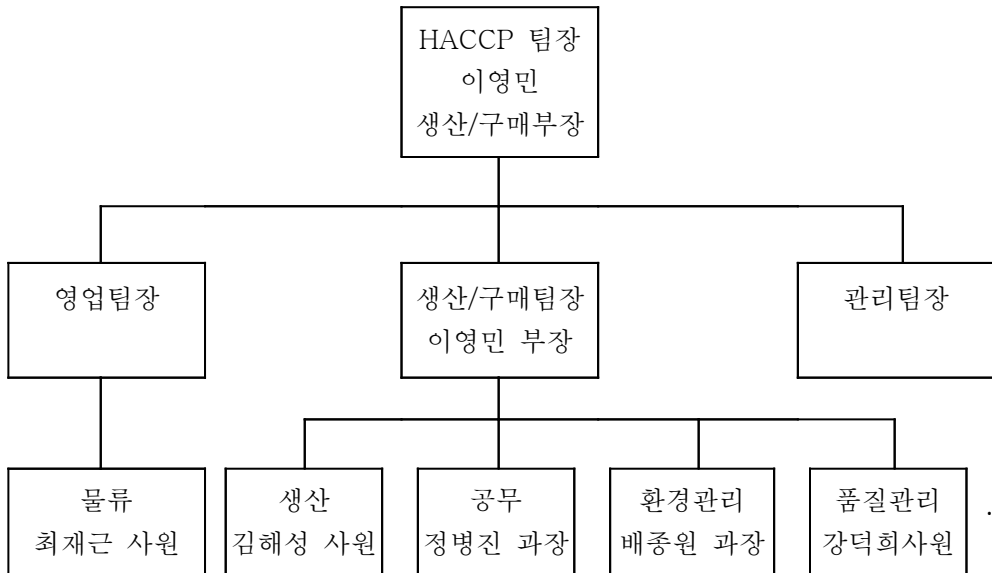 HACCP 팀장
이영민
생산/구매부장
영업팀장
생산/구매팀장
이영민 부장
관리팀장
물류
최재근 사원
생산
김해성 사원
공무
정병진 과장
환경관리
배종원 과장
품질관리
강덕희사원
.